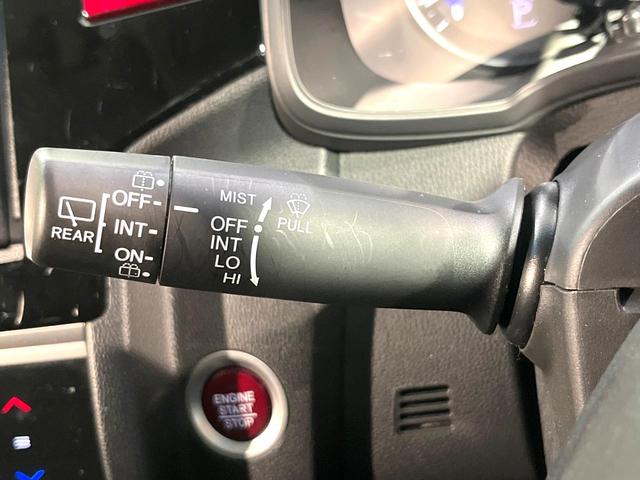 OFF
REAR
INT
ON
MIST
OFF
INT
LO
HI
PULL
ENGINE
START
STOP
P